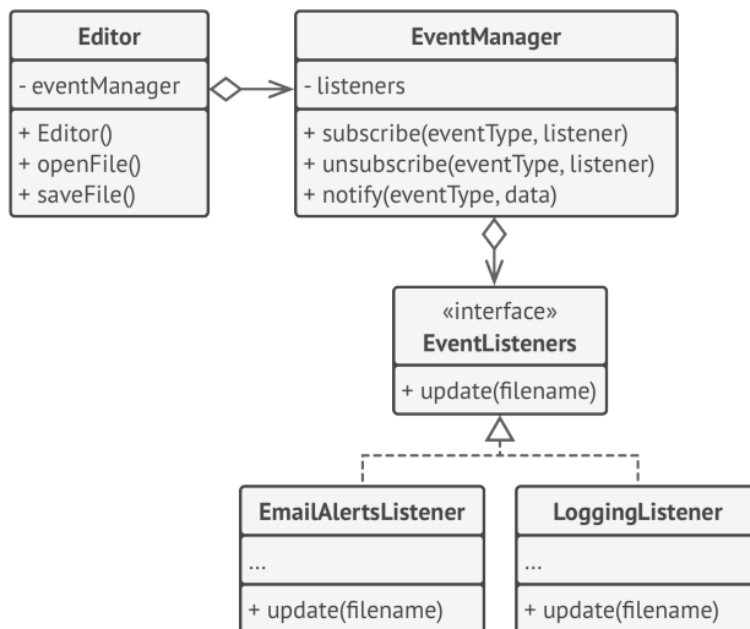 Editor
- eventManager
+ Editor()
+ openFile()
+ saveFile()
EventManager
- listeners
+ subscribe(eventType, listener)
+ unsubscribe(eventType, listener)
+ notify(eventType, data)
«interface»
EventListeners
+ update(filename)
EmailAlertsListener
...
+ update(filename)
LoggingListener
...
+ update(filename)